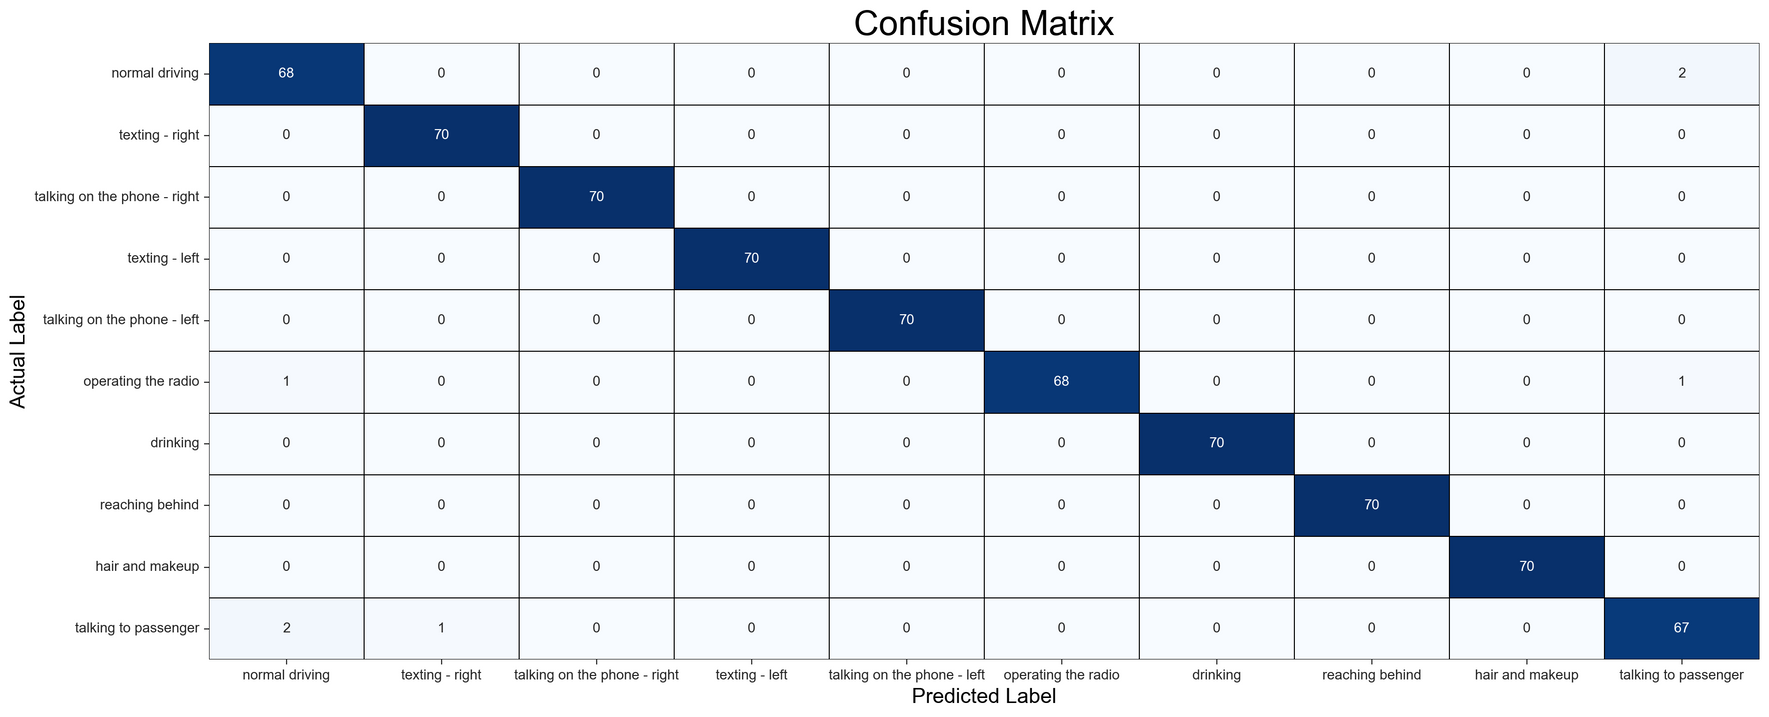 Confusion Matrix
normal driving 68 0 0 0 0 0 0 0 0 2
texting - right 0 70 0 0 0 0 0 0 0 0
talking on the phone - right 0 0 70 0 0 0 0 0 0 0
texting - left 0 0 0 70 0 0 0 0 0 0
talking on the phone - left 0 0 0 0 70 0 0 0 0 0
operating the radio 1 0 0 0 0 68 0 0 0 1
drinking 0 0 0 0 0 0 70 0 0 0
reaching behind 0 0 0 0 0 0 0 70 0 0
hair and makeup 0 0 0 0 0 0 0 0 70 0
talking to passenger 2 1 0 0 0 0 0 0 0 67
Actual Label
normal driving texting - right talking on the phone - right texting - left talking on the phone - left operating the radio drinking reaching behind hair and makeup talking to passenger
Predicted Label